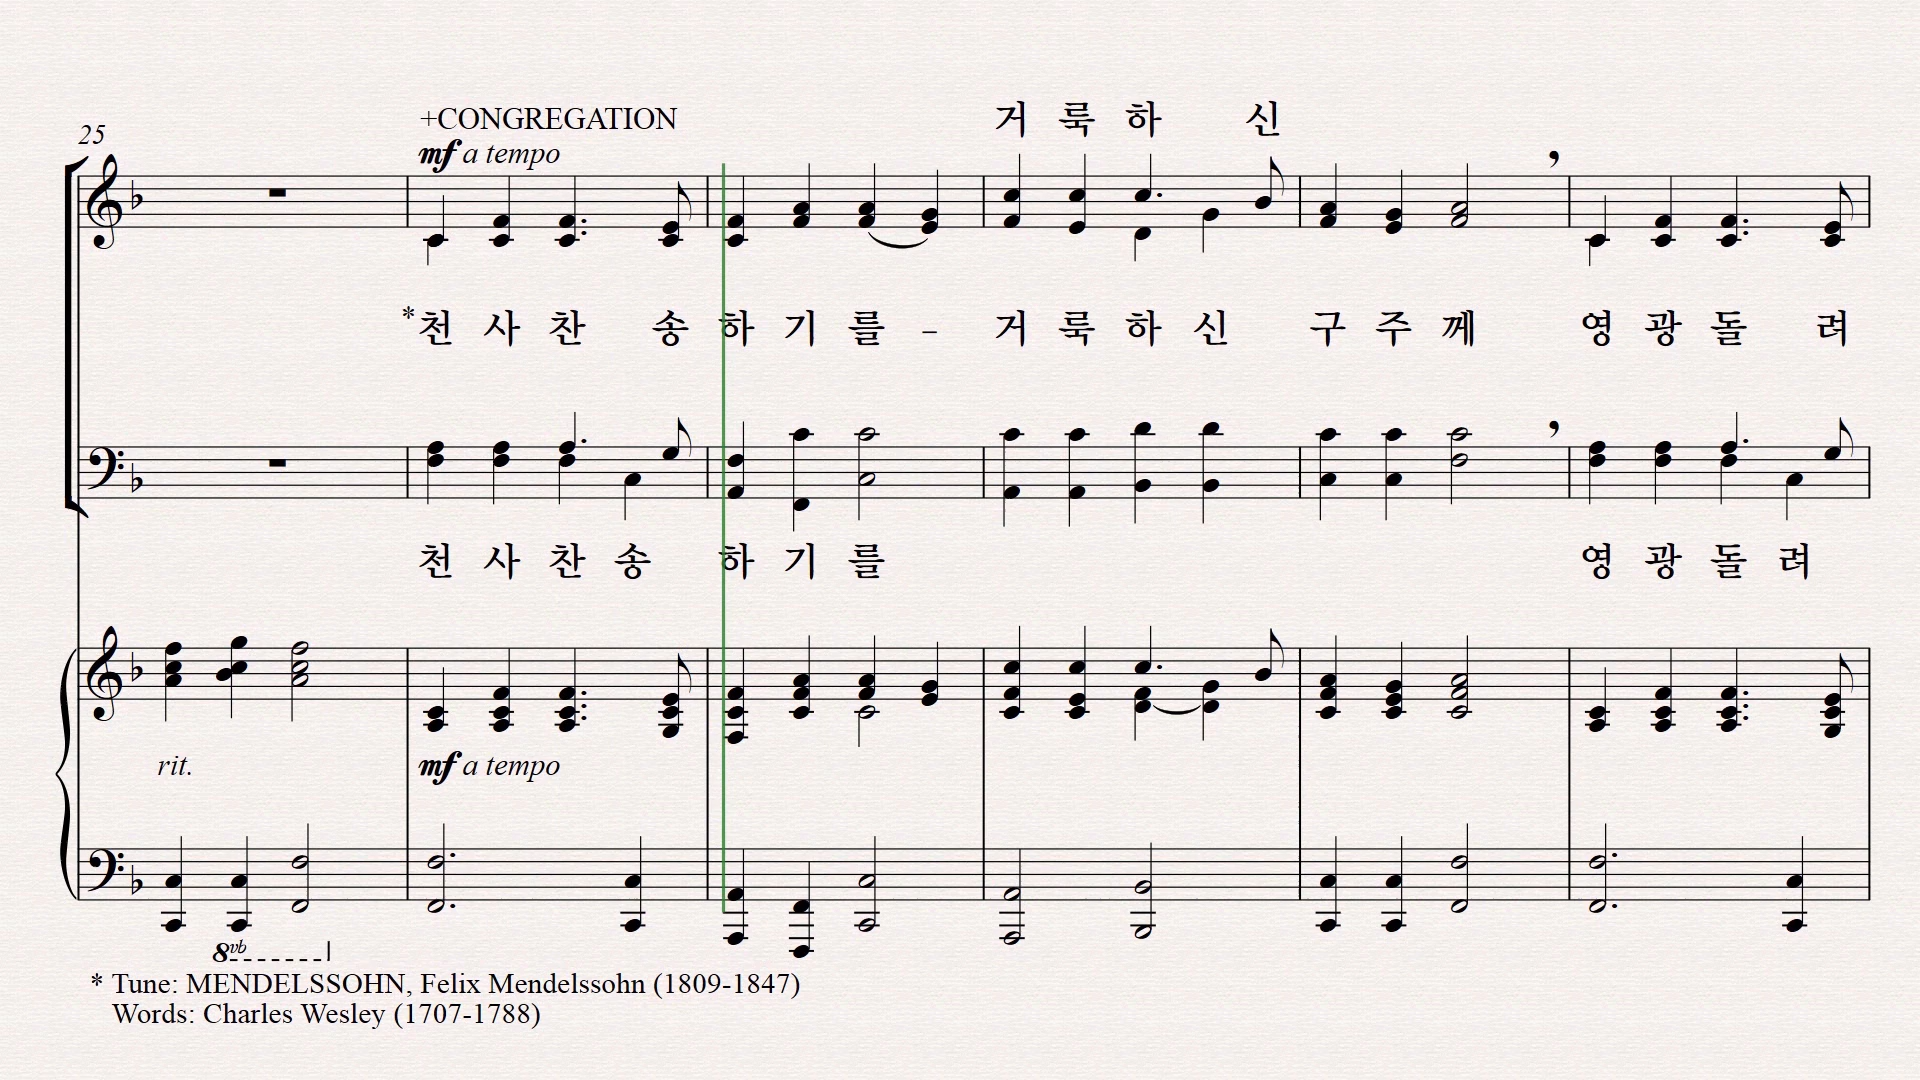 +CONGREGATION
거 룩 하 신
25
mf a tempo
*천 사 찬 송 하 기 를 - 거 룩 하 신 구 주 께 영 광 돌 려
천 사 찬 송 하 기 를 영 광 돌 려
rit. mf a tempo
8vb
* Tune: MENDELSSOHN, Felix Mendelssohn (1809-1847)
Words: Charles Wesley (1707-1788)